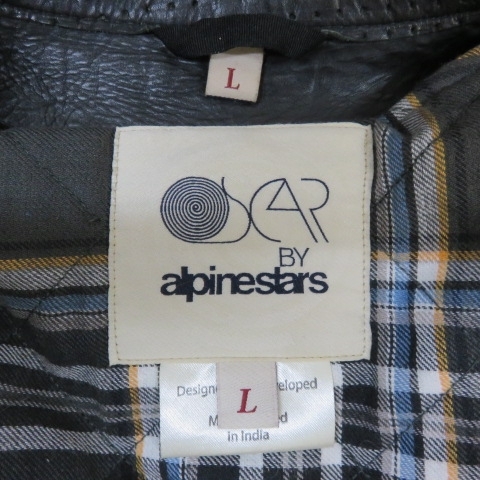 L
OSCAR
BY
alpinestars
L
in India